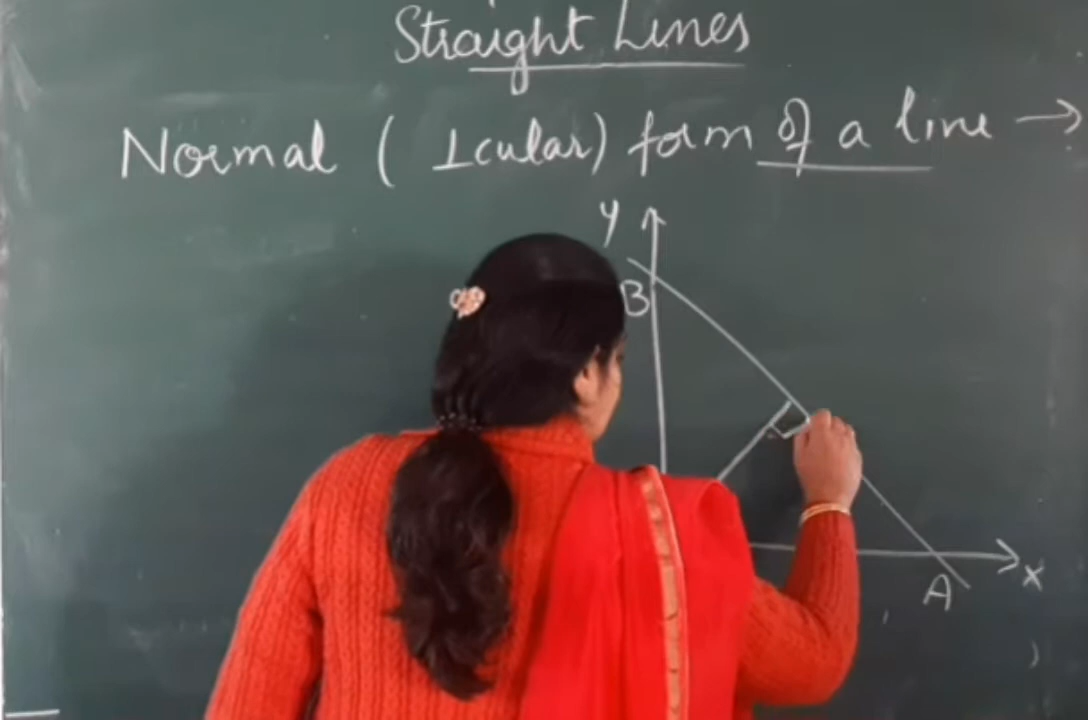 Straight Lines
Normal ( ⊥cular) form of a line →
y
B
A
x